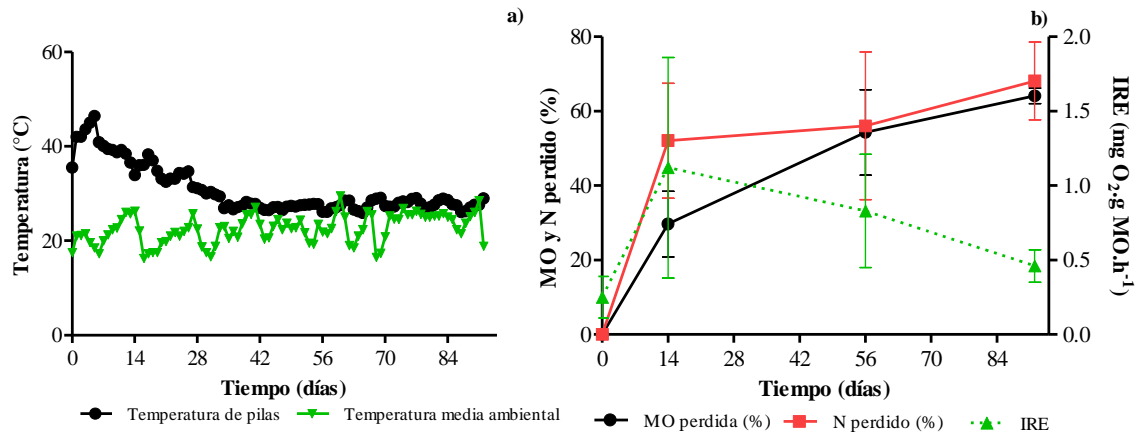 a)
60
40
20
0
Temperatura (°C)
0 14 28 42 56 70 84
Tiempo (días)
Temperatura de pilas Temperatura media ambiental
b)
80
60
40
20
0
MO y N perdido (%)
2.0
1.5
1.0
0.5
0.0
IRE (mg O₂.g MO.h⁻¹)
0 14 28 42 56 70 84
Tiempo (días)
MO perdida (%) N perdido (%) IRE